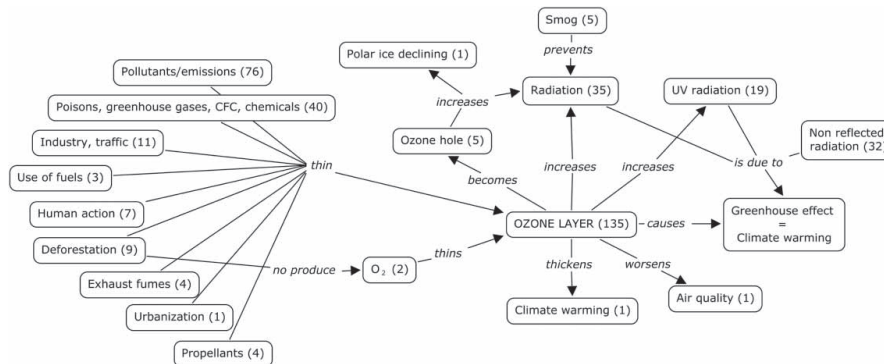 Smog (5)
prevents
Polar ice declining (1)
Pollutants/emissions (76)
Radiation (35)
UV radiation (19)
Poisons, greenhouse gases, CFC, chemicals (40)
increases
Industry, traffic (11)
Ozone hole (5)
Non reflected
radiation (32)
thin
increases
increases
is due to
Use of fuels (3)
becomes
Human action (7)
OZONE LAYER (135)
causes
Greenhouse effect
=
Climate warming
Deforestation (9)
no produce
O₂ (2)
thins
thickens
worsens
Exhaust fumes (4)
Air quality (1)
Climate warming (1)
Urbanization (1)
Propellants (4)